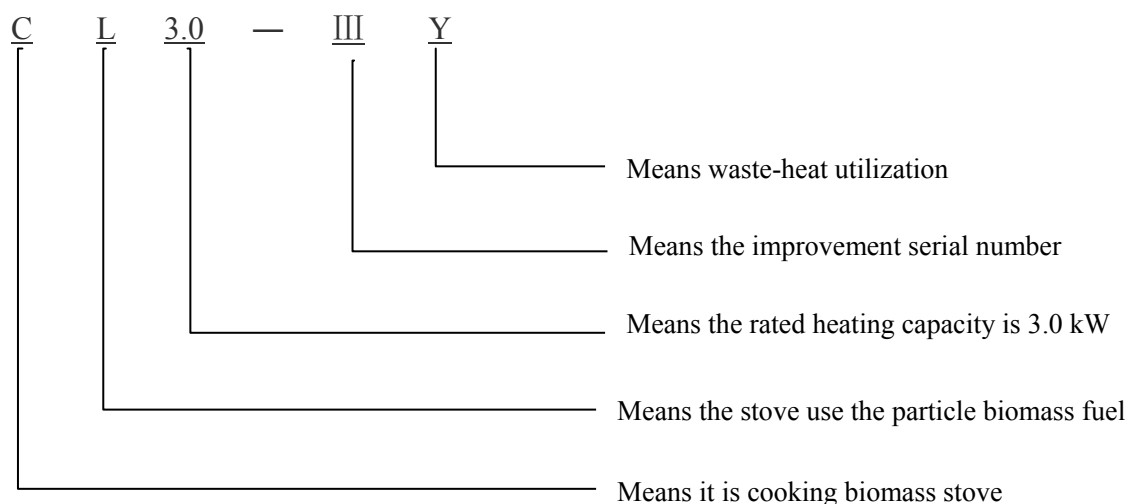 C L 3.0 — Ⅲ Y
Means waste-heat utilization
Means the improvement serial number
Means the rated heating capacity is 3.0 kW
Means the stove use the particle biomass fuel
Means it is cooking biomass stove